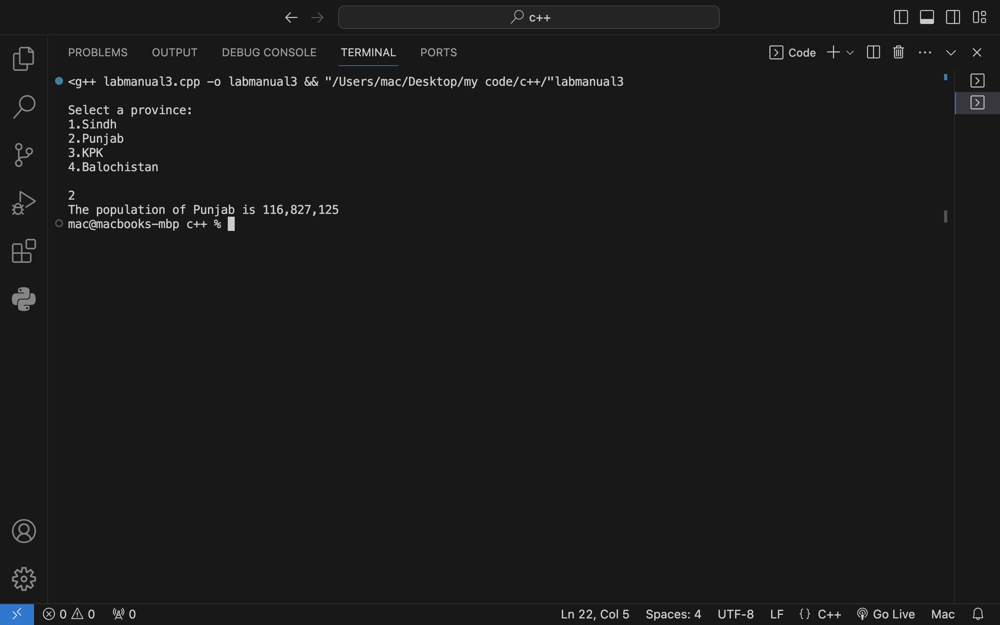 c++
PROBLEMS OUTPUT DEBUG CONSOLE TERMINAL PORTS Code
<g++ labmanual3.cpp -o labmanual3 && "/Users/mac/Desktop/my code/c++/"labmanual3
Select a province:
1.Sindh
2.Punjab
3.KPK
4.Balochistan
2
The population of Punjab is 116,827,125
mac@macbooks-mbp c++ %
0 0 0 Ln 22, Col 5 Spaces: 4 UTF-8 LF {} C++ Go Live Mac